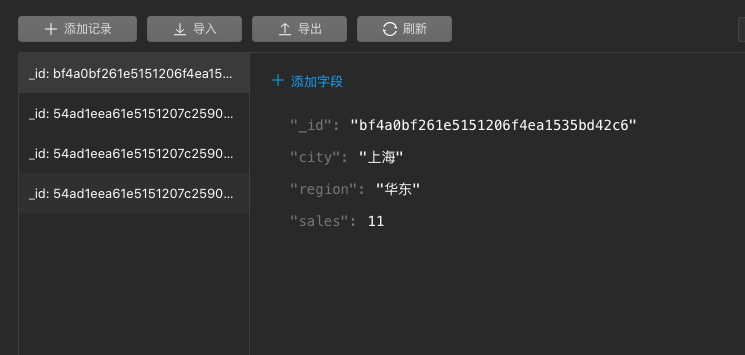 添加记录
导入
导出
刷新
_id: bf4a0bf261e5151206f4ea15...
_id: 54ad1eea61e5151207c2590...
_id: 54ad1eea61e5151207c2590...
_id: 54ad1eea61e5151207c2590...
添加字段
"_id": "bf4a0bf261e5151206f4ea1535bd42c6"
"city": "上海"
"region": "华东"
"sales": 11